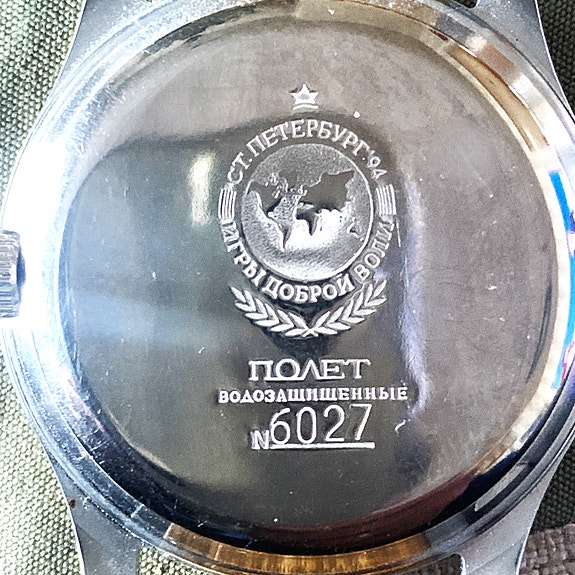 СТ. ПЕТЕРБУРГ'94
ИГРЫ ДОБРОЙ ВОЛИ
ПОЛЕТ
ВОДОЗАЩИЩЕННЫЕ
N6027